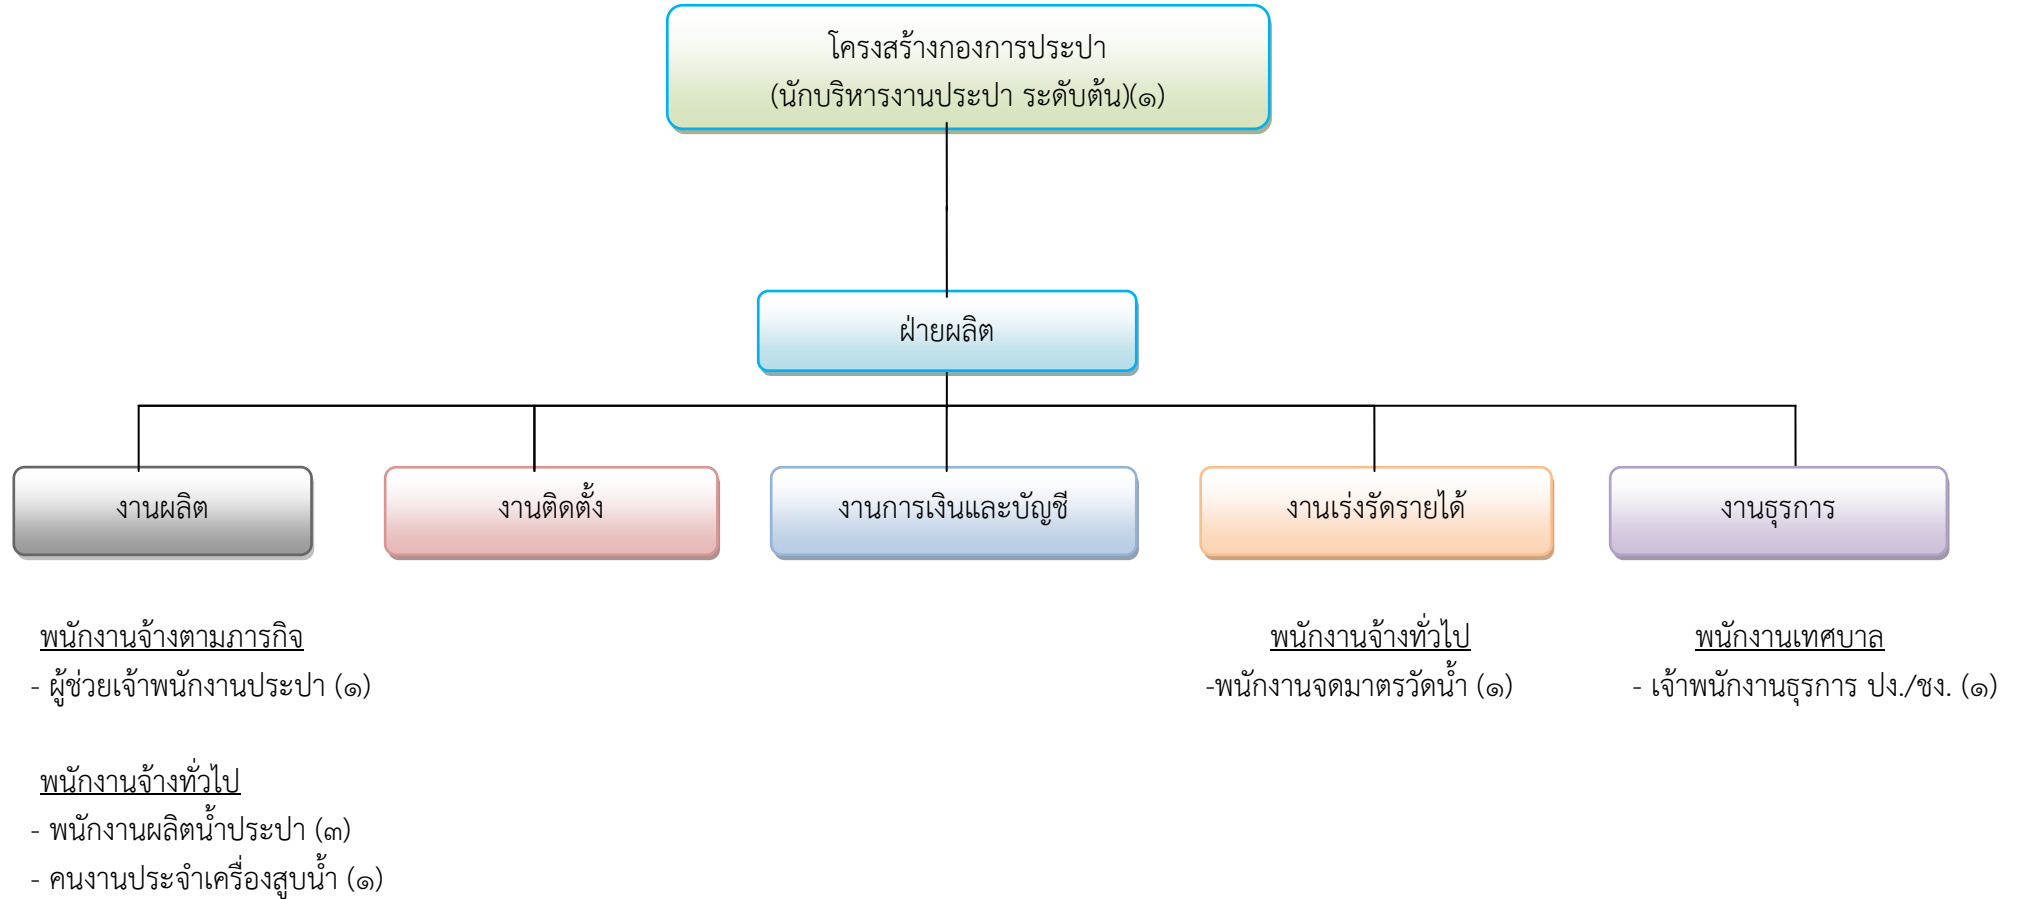 โครงสร้างกองการประปา
(นักบริหารงานประปา ระดับต้น)(๑)
ฝ่ายผลิต
งานผลิต
งานติดตั้ง
งานการเงินและบัญชี
งานเร่งรัดรายได้
งานธุรการ
พนักงานจ้างตามภารกิจ
- ผู้ช่วยเจ้าพนักงานประปา (๑)
พนักงานจ้างทั่วไป
- พนักงานผลิตน้ำประปา (๓)
- คนงานประจำเครื่องสูบน้ำ (๑)
พนักงานจ้างทั่วไป
-พนักงานจดมาตรวัดน้ำ (๑)
พนักงานเทศบาล
- เจ้าพนักงานธุรการ ปง./ชง. (๑)